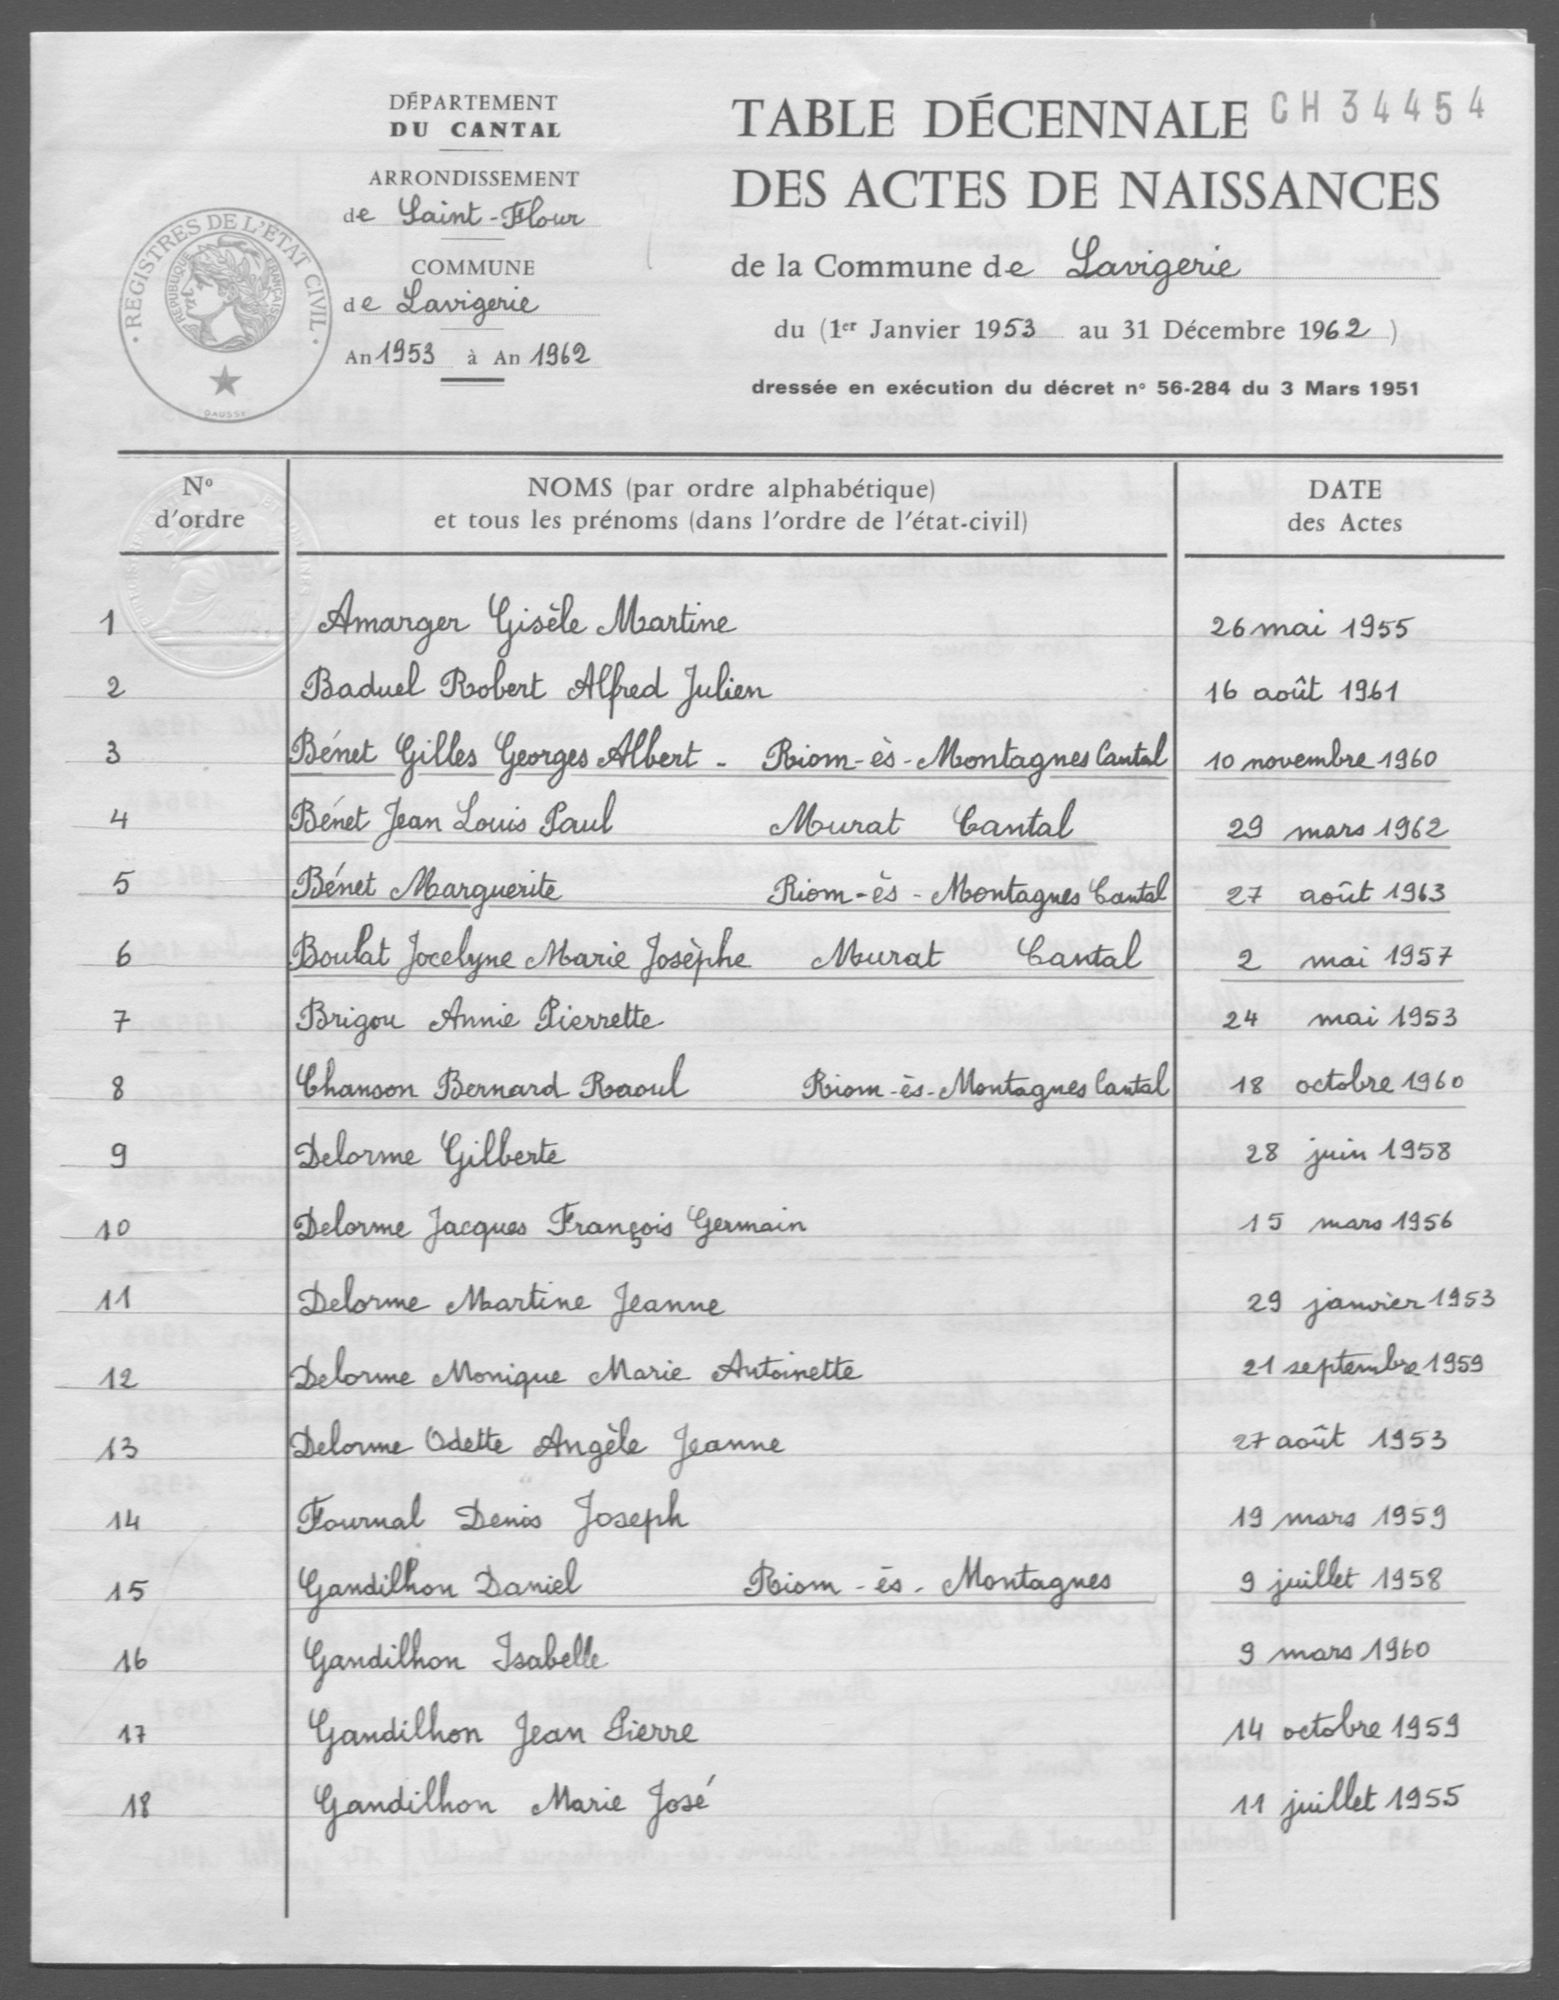 DÉPARTEMENT
DU CANTAL
ARRONDISSEMENT
de Saint-Flour
COMMUNE
de Lavigerie
An 1953 à An 1962
REGISTRES DE L'ETAT CIVIL
REPUBLIQUE FRANÇAISE
DAUSSY
TABLE DÉCENNALE CH 34454
DES ACTES DE NAISSANCES
de la Commune de Lavigerie
du (1er Janvier 1953 au 31 Décembre 1962)
dressée en exécution du décret n° 56-284 du 3 Mars 1951
N° d'ordre
NOMS (par ordre alphabétique)
et tous les prénoms (dans l'ordre de l'état-civil)
DATE
des Actes
1 Amarger Gisèle Martine 26 mai 1955
2 Baduel Robert Alfred Julien 16 août 1961
3 Bénet Gilles Georges Albert - Riom-ès-Montagnes Cantal 10 novembre 1960
4 Bénet Jean Louis Paul Murat Cantal 29 mars 1962
5 Bénet Marguerite Riom-ès-Montagnes Cantal 27 août 1963
6 Boulat Jocelyne Marie Josèphe Murat Cantal 2 mai 1957
7 Brigou Annie Pierrette 24 mai 1953
8 Chanson Bernard Raoul Riom-ès-Montagnes Cantal 18 octobre 1960
9 Delorme Gilberte 28 juin 1958
10 Delorme Jacques François Germain 15 mars 1956
11 Delorme Martine Jeanne 29 janvier 1953
12 Delorme Monique Marie Antoinette 21 septembre 1959
13 Delorme Odette Angèle Jeanne 27 août 1953
14 Fournal Denis Joseph 19 mars 1959
15 Gandilhon Daniel Riom-ès-Montagnes 9 juillet 1958
16 Gandilhon Isabelle 9 mars 1960
17 Gandilhon Jean Pierre 14 octobre 1959
18 Gandilhon Marie José 11 juillet 1955